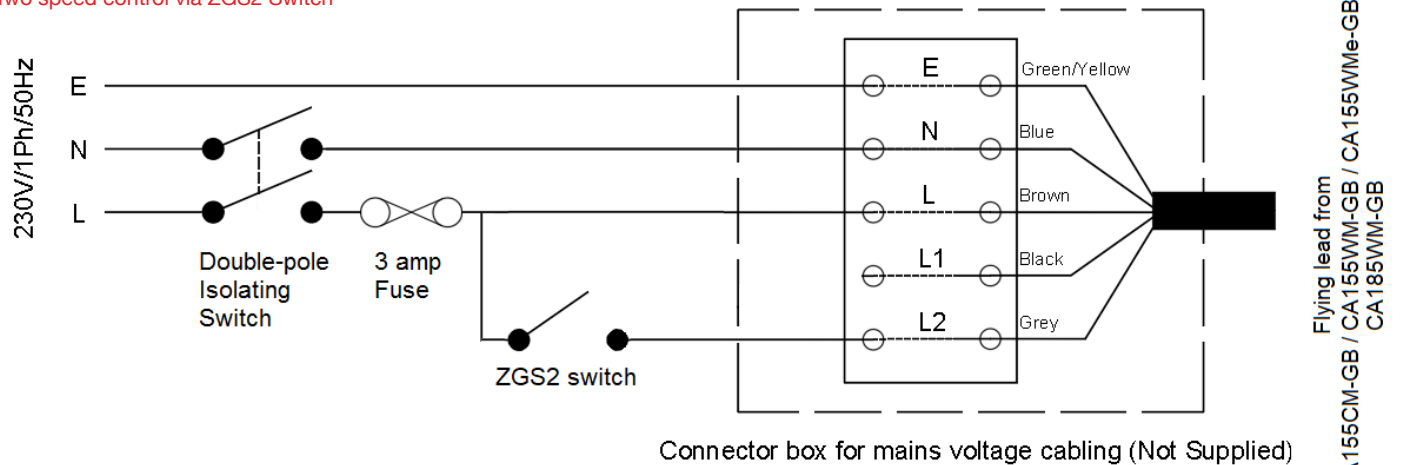 Two speed control via ZGS2 Switch
230V/1Ph/50Hz
E
N
L
Double-pole
Isolating
Switch
3 amp
Fuse
ZGS2 switch
E
Green/Yellow
N
Blue
L
Brown
L1
Black
L2
Grey
Flying lead from
A155CM-GB / CA155WM-GB / CA155WMe-GB
CA185WM-GB
Connector box for mains voltage cabling (Not Supplied)